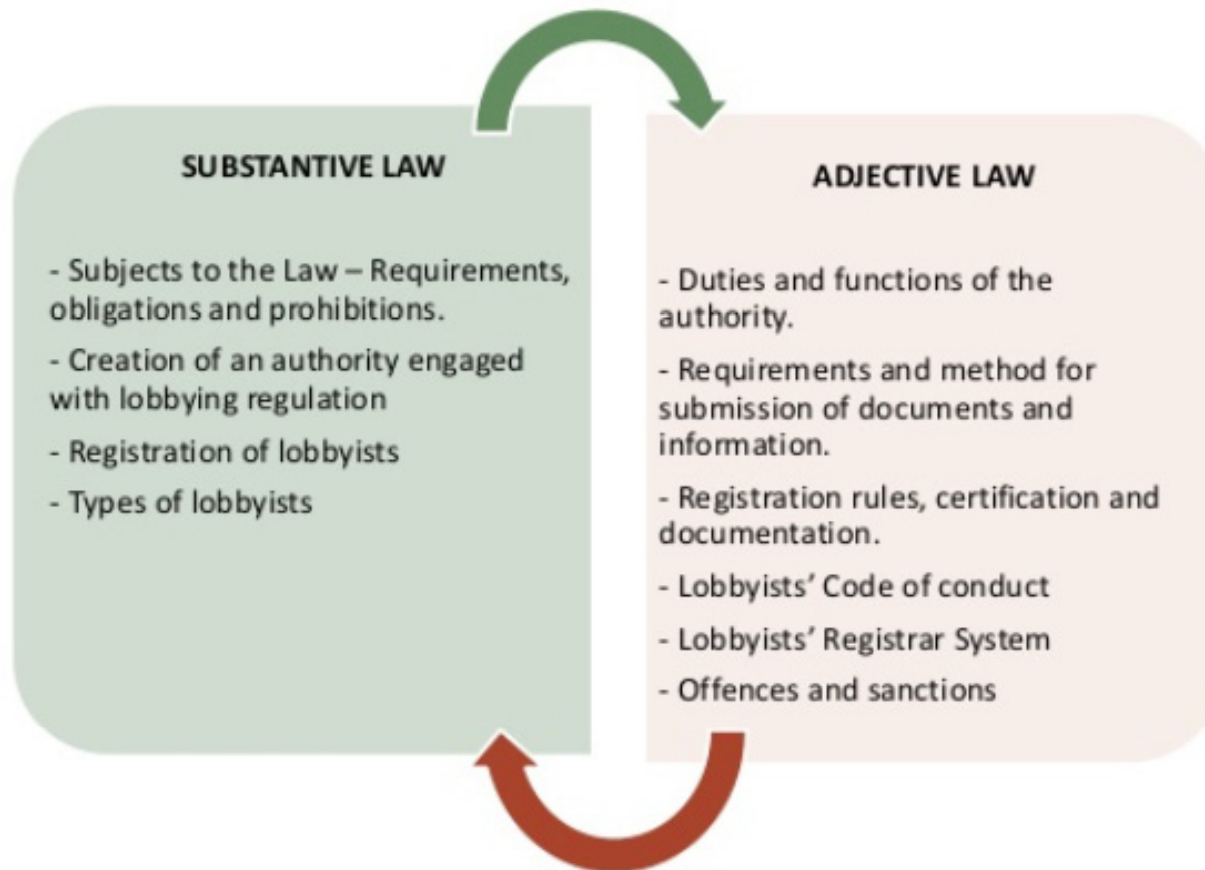 SUBSTANTIVE LAW
- Subjects to the Law – Requirements,
obligations and prohibitions.
- Creation of an authority engaged
with lobbying regulation
- Registration of lobbyists
- Types of lobbyists
ADJECTIVE LAW
- Duties and functions of the
authority.
- Requirements and method for
submission of documents and
information.
- Registration rules, certification and
documentation.
- Lobbyists’ Code of conduct
- Lobbyists’ Registrar System
- Offences and sanctions